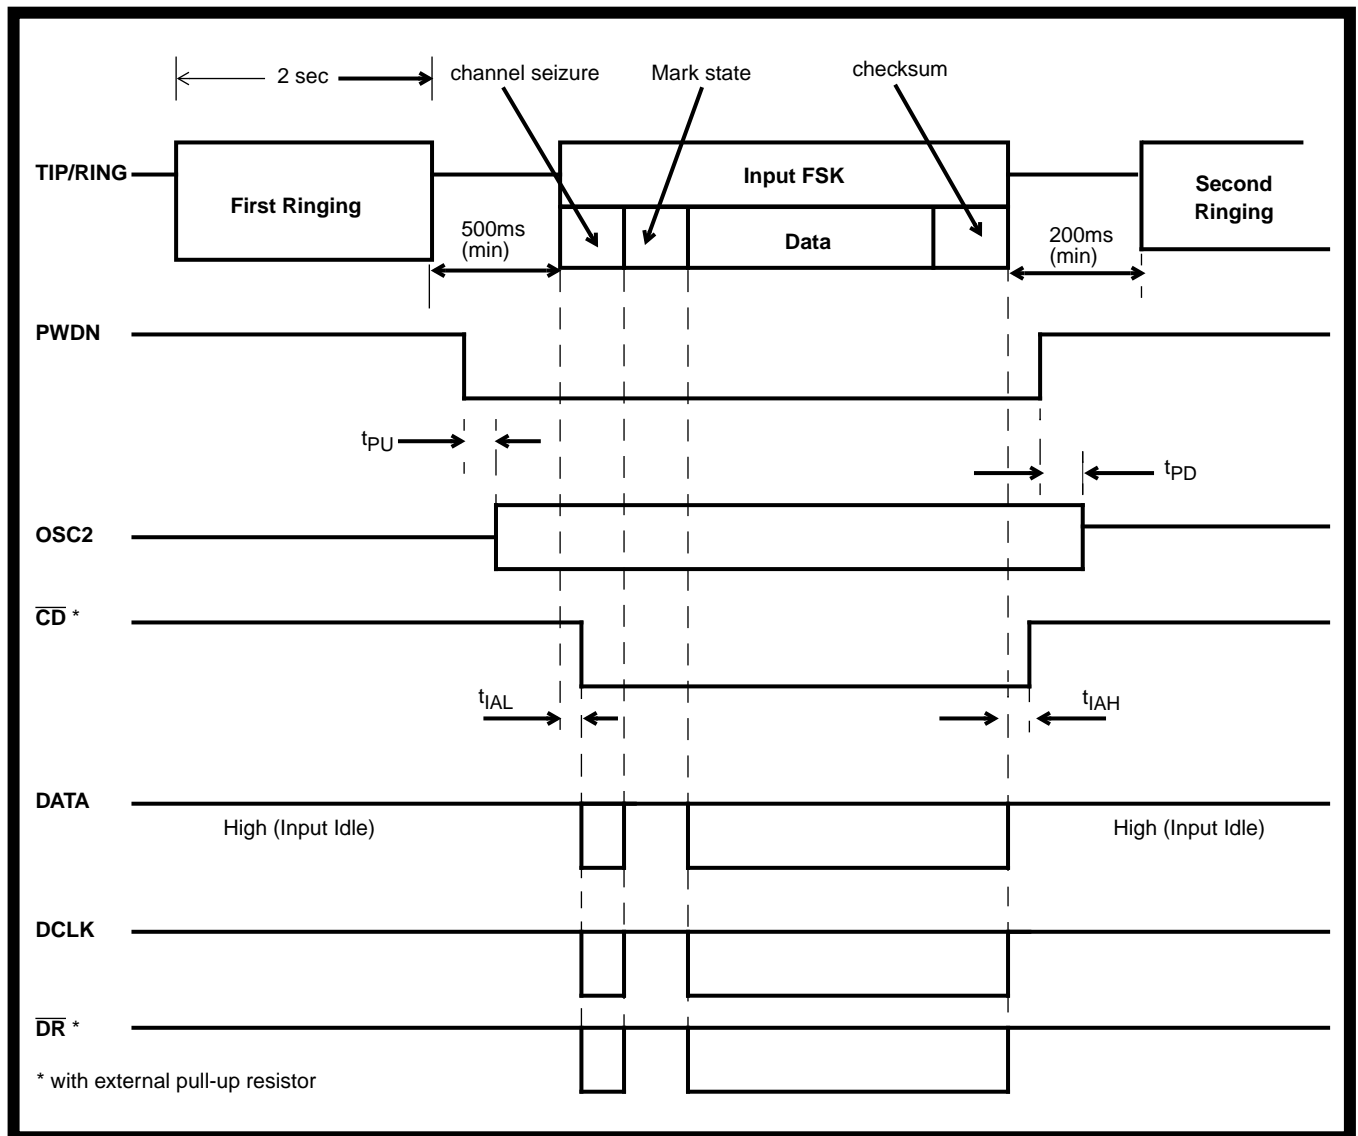 2 sec
channel seizure
Mark state
checksum
TIP/RING
First Ringing
500ms
(min)
Input FSK
Data
200ms
(min)
Second
Ringing
PWDN
tPU
tPD
OSC2
CD *
tIAL
tIAH
DATA
High (Input Idle)
High (Input Idle)
DCLK
DR *
* with external pull-up resistor